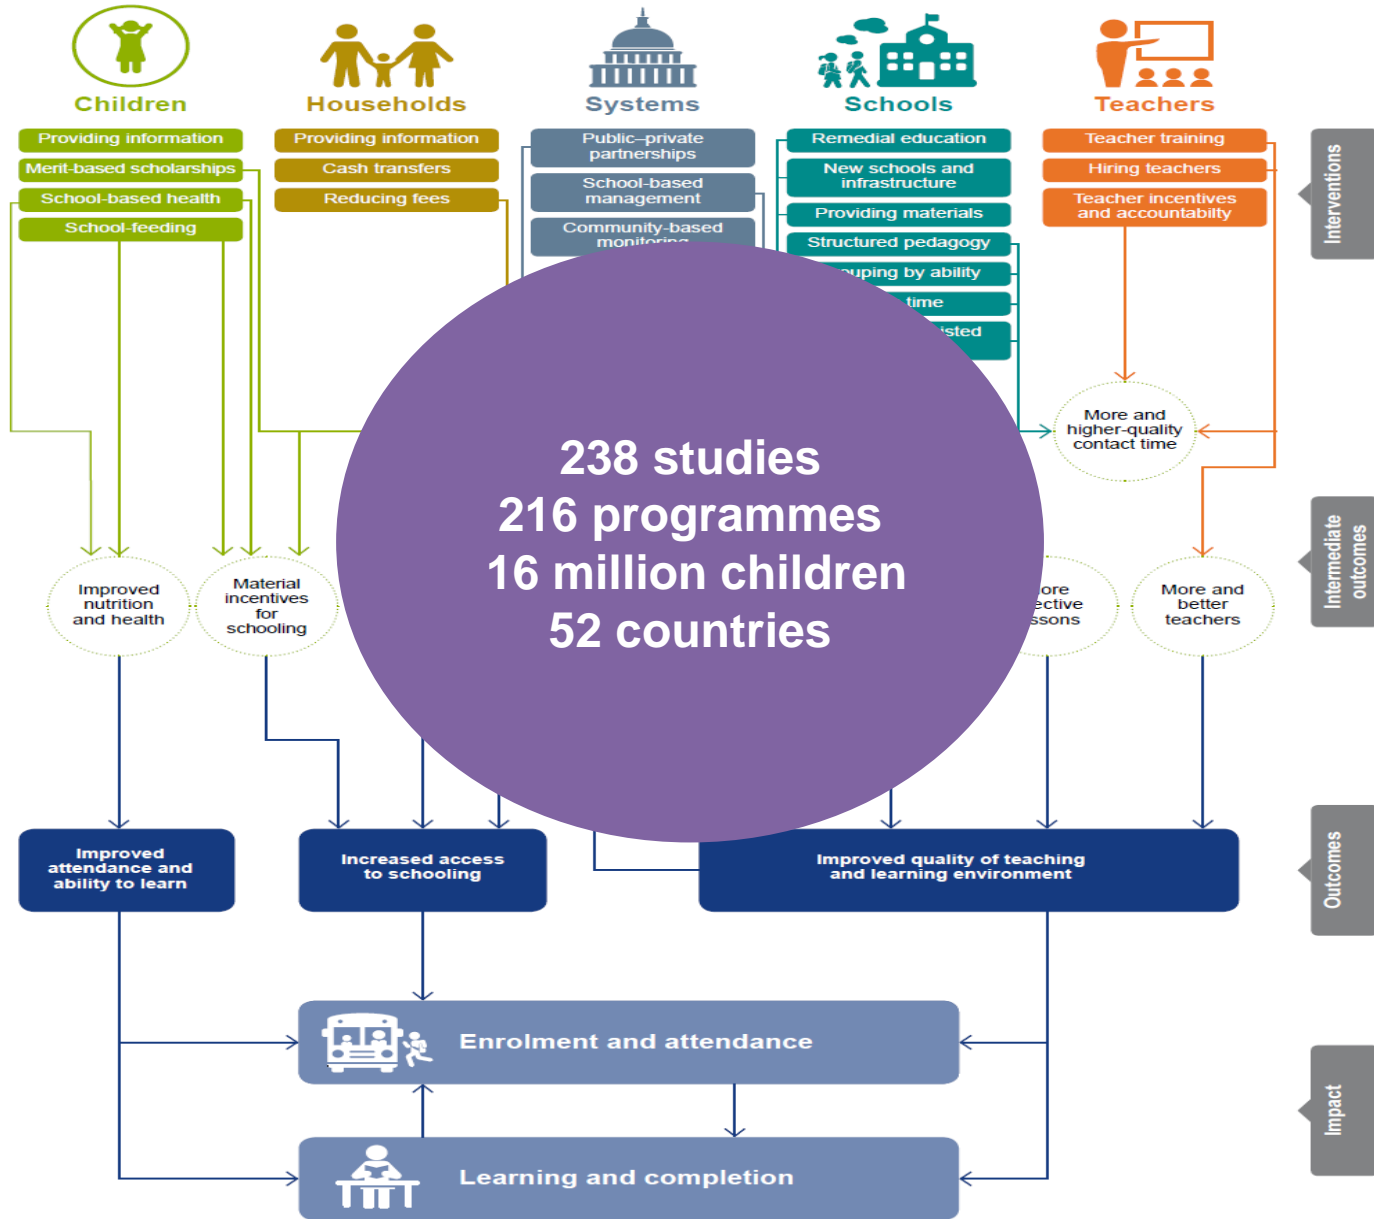 Children
Households
Systems
Schools
Teachers
Providing information
Merit-based scholarships
School-based health
School-feeding
Providing information
Cash transfers
Reducing fees
Public–private
partnerships
School-based
management
Community-based
monitoring
Remedial education
New schools and
infrastructure
Providing materials
Structured pedagogy
by ability
time
Teacher training
Hiring teachers
Teacher incentives
and accountabilty
Interventions
238 studies
216 programmes
16 million children
52 countries
More and
higher-quality
contact time
Improved
nutrition
and health
Material
incentives
for
schooling
More and
better
teachers
Intermediate
outcomes
Improved
attendance and
ability to learn
Increased access
to schooling
Improved quality of teaching
and learning environment
Outcomes
Enrolment and attendance
Learning and completion
Impact